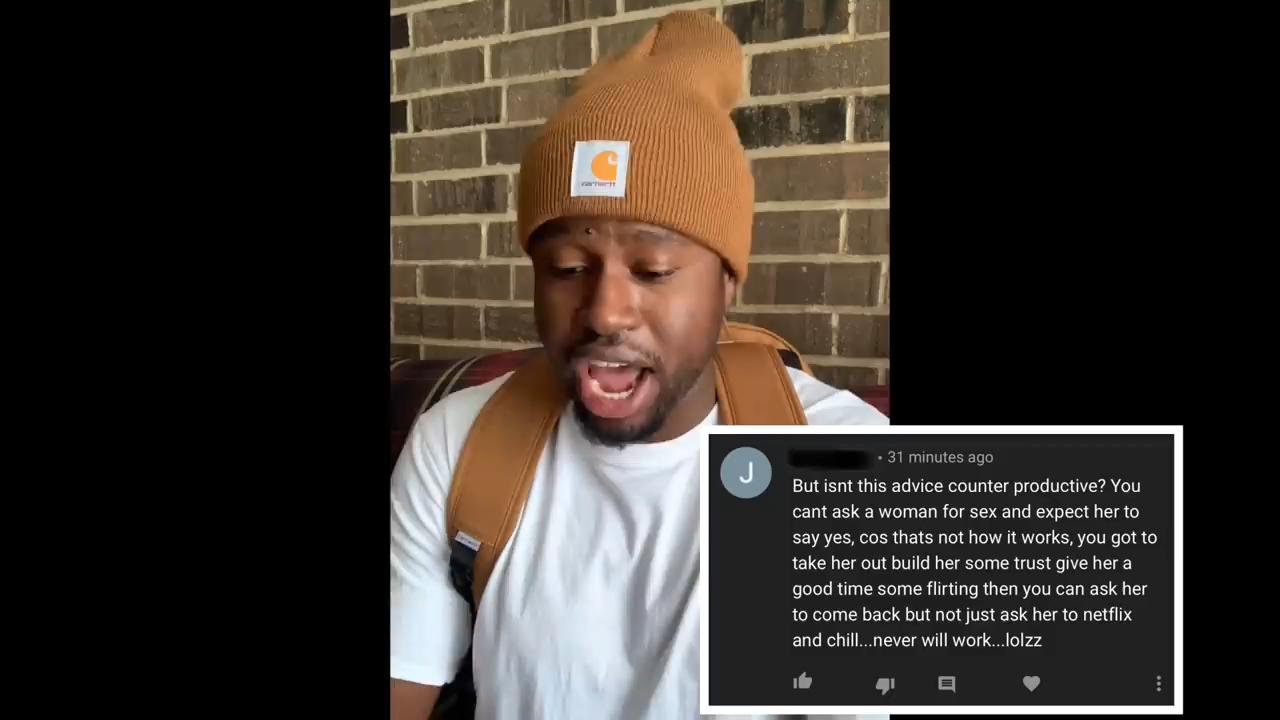 carhartt
J
• 31 minutes ago
But isnt this advice counter productive? You
cant ask a woman for sex and expect her to
say yes, cos thats not how it works, you got to
take her out build her some trust give her a
good time some flirting then you can ask her
to come back but not just ask her to netflix
and chill...never will work...lolzz